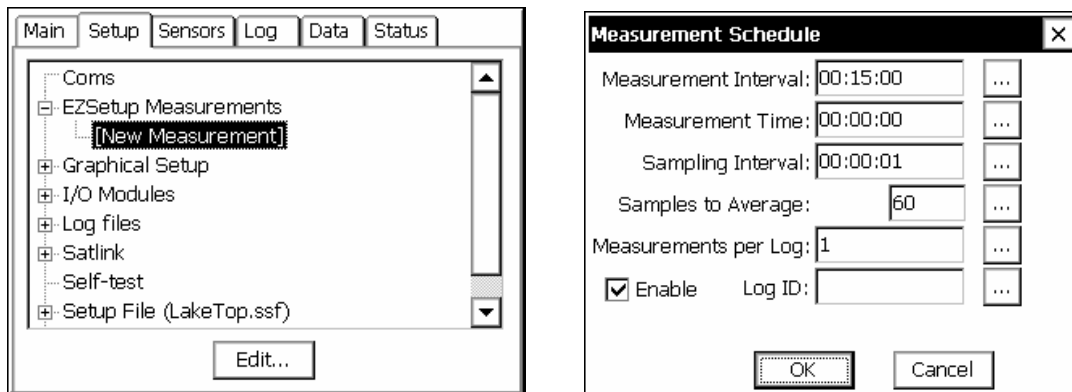 Main Setup Sensors Log Data Status
Coms
EZSetup Measurements
[New Measurement]
Graphical Setup
I/O Modules
Log files
Satlink
Self-test
Setup File (LakeTop.ssf)
Edit...
Measurement Schedule
Measurement Interval: 00:15:00 ...
Measurement Time: 00:00:00 ...
Sampling Interval: 00:00:01 ...
Samples to Average: 60 ...
Measurements per Log: 1 ...
Enable Log ID: ...
OK Cancel